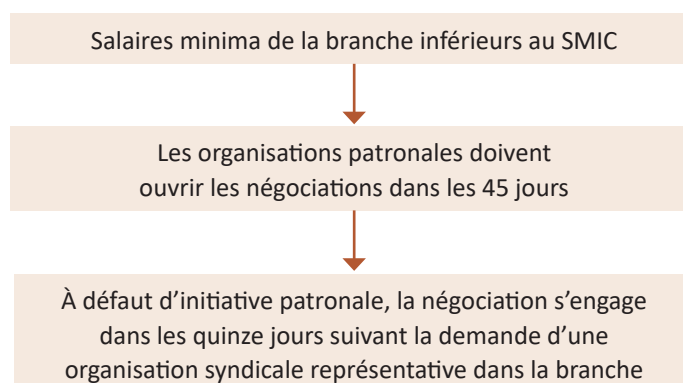 Salaires minima de la branche inférieurs au SMIC
Les organisations patronales doivent
ouvrir les négociations dans les 45 jours
À défaut d’initiative patronale, la négociation s’engage
dans les quinze jours suivant la demande d’une
organisation syndicale représentative dans la branche